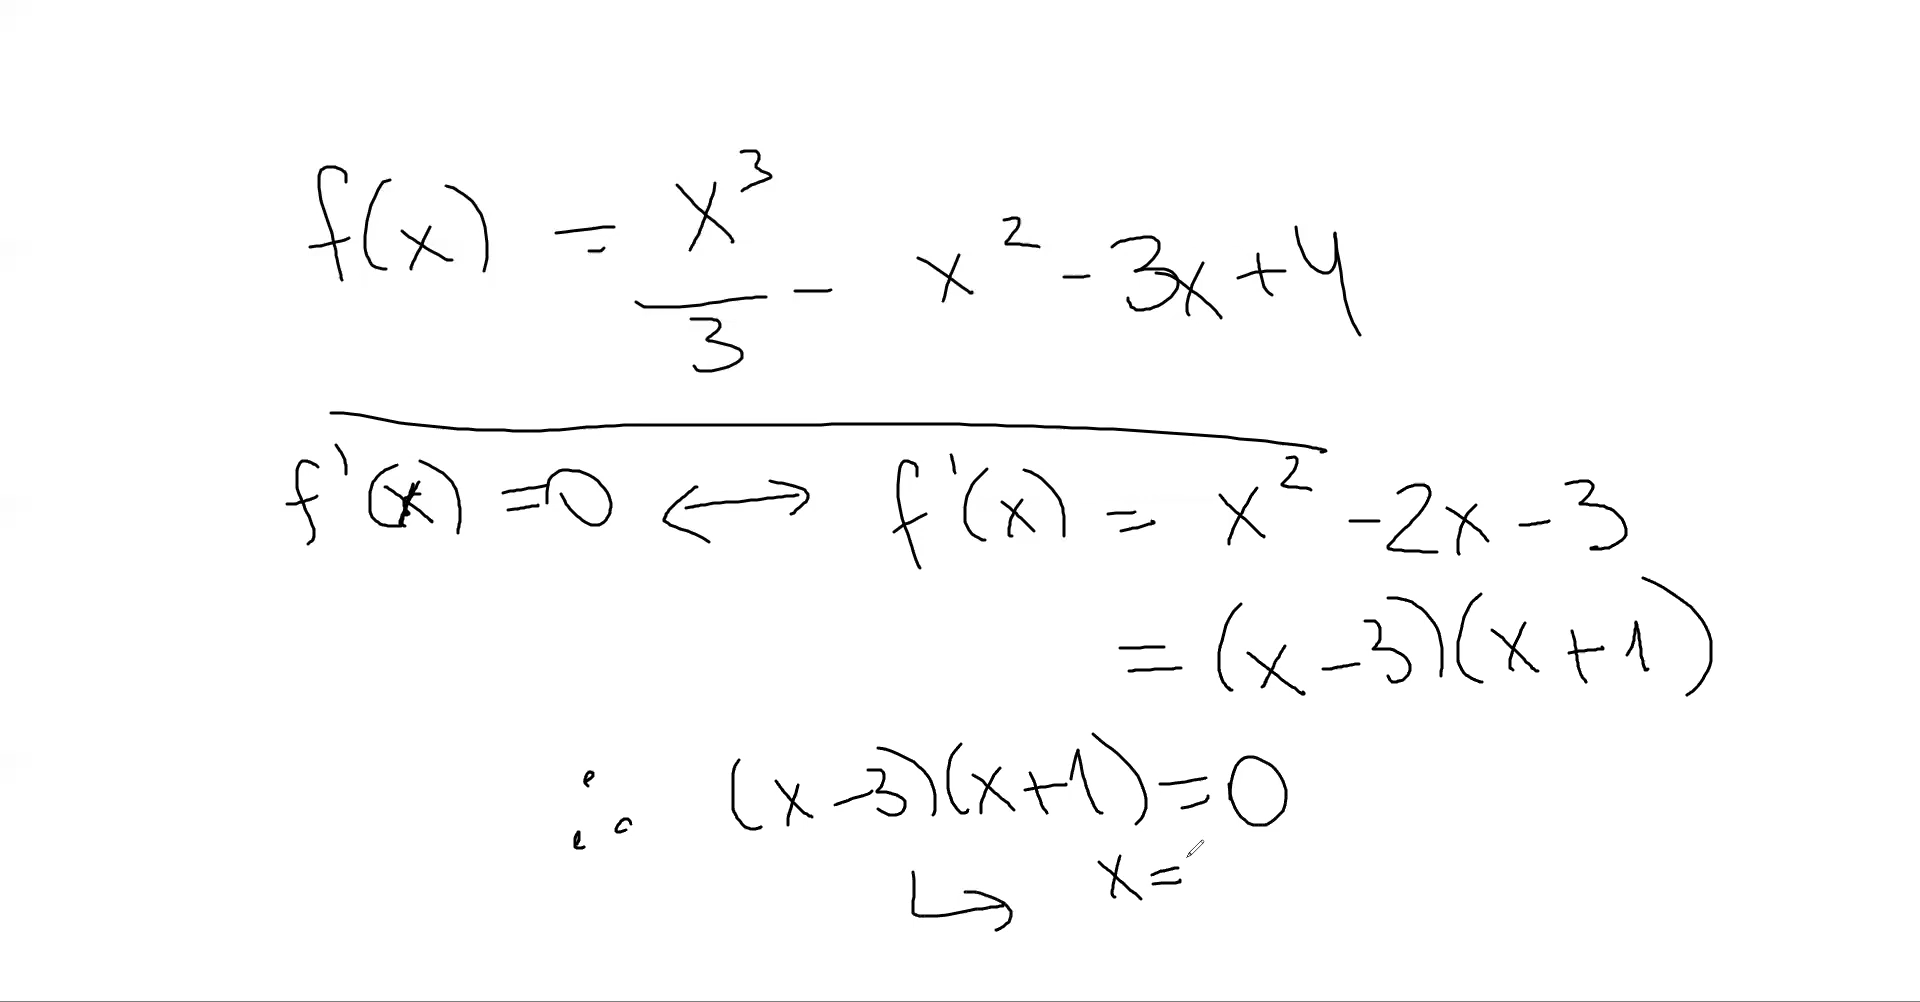 f(x) = x³/3 - x² - 3x + 4
f'(x) = 0 ⟷ f'(x) = x² - 2x - 3
= (x - 3)(x + 1)
∴ (x - 3)(x + 1) = 0
↳ x =